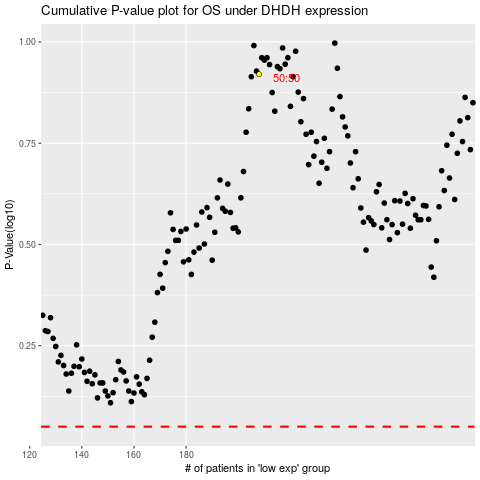 Cumulative P-value plot for OS under DHDH expression
1.00
50:50
0.75
P-Value(log10)
0.50
0.25
120 140 160 180
# of patients in 'low exp' group